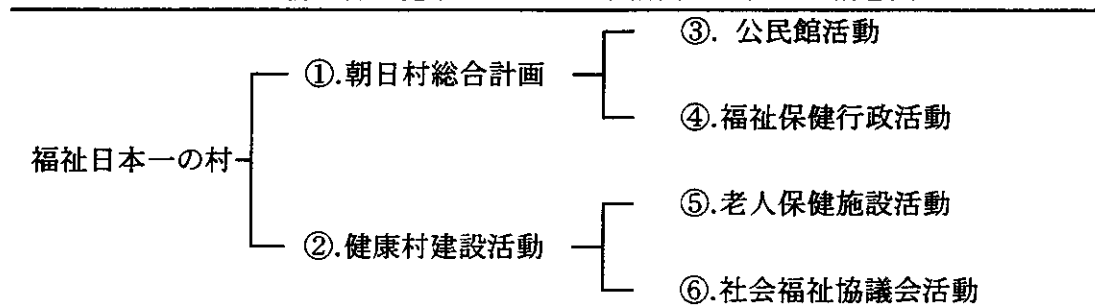 ③. 公民館活動
①.朝日村総合計画
④.福祉保健行政活動
福祉日本一の村
⑤.老人保健施設活動
②.健康村建設活動
⑥.社会福祉協議会活動